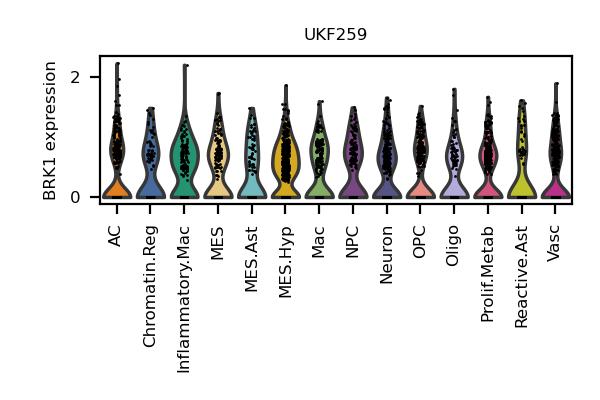 UKF259
BRK1 expression
2
0
AC
Chromatin.Reg
Inflammatory.Mac
MES
MES.Ast
MES.Hyp
Mac
NPC
Neuron
OPC
Oligo
Prolif.Metab
Reactive.Ast
Vasc